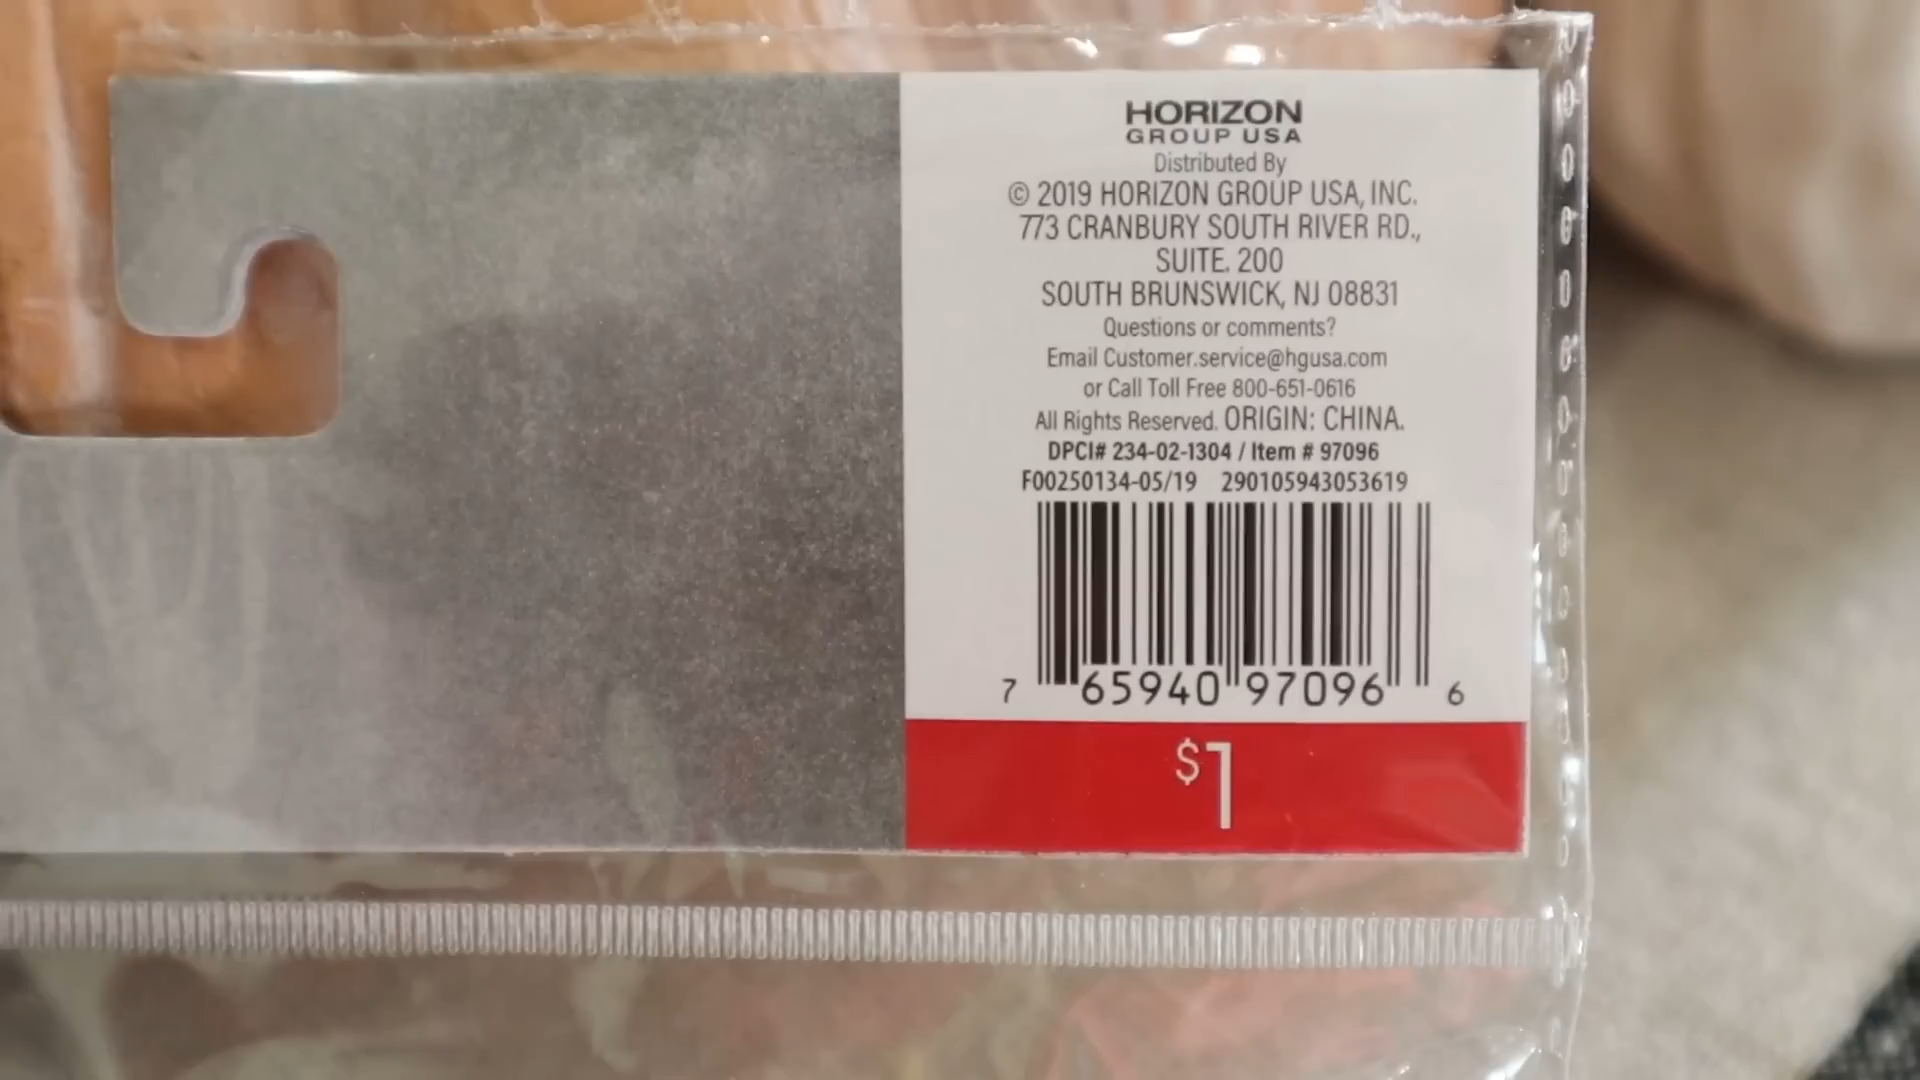 HORIZON
GROUP USA
Distributed By
© 2019 HORIZON GROUP USA, INC.
773 CRANBURY SOUTH RIVER RD.,
SUITE. 200
SOUTH BRUNSWICK, NJ 08831
Questions or comments?
Email Customer.service@hgusa.com
or Call Toll Free 800-651-0616
All Rights Reserved. ORIGIN: CHINA.
DPCI# 234-02-1304 / Item # 97096
F00250134-05/19 290105943053619
7 65940 97096 6
$1